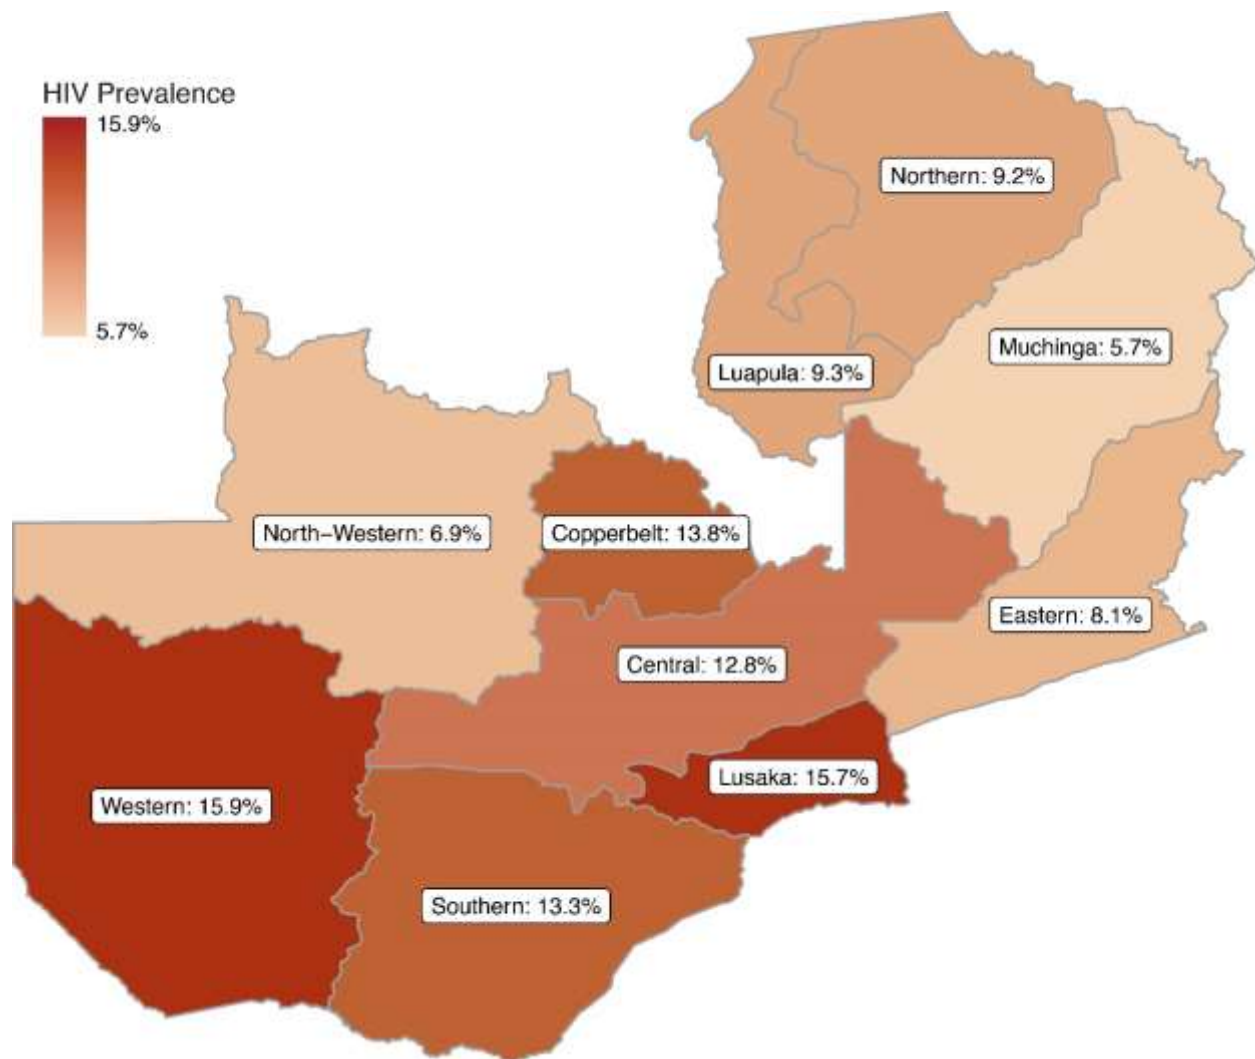 HIV Prevalence
15.9%
5.7%
Northern: 9.2%
Muchinga: 5.7%
Luapula: 9.3%
North−Western: 6.9%
Copperbelt: 13.8%
Eastern: 8.1%
Central: 12.8%
Lusaka: 15.7%
Western: 15.9%
Southern: 13.3%